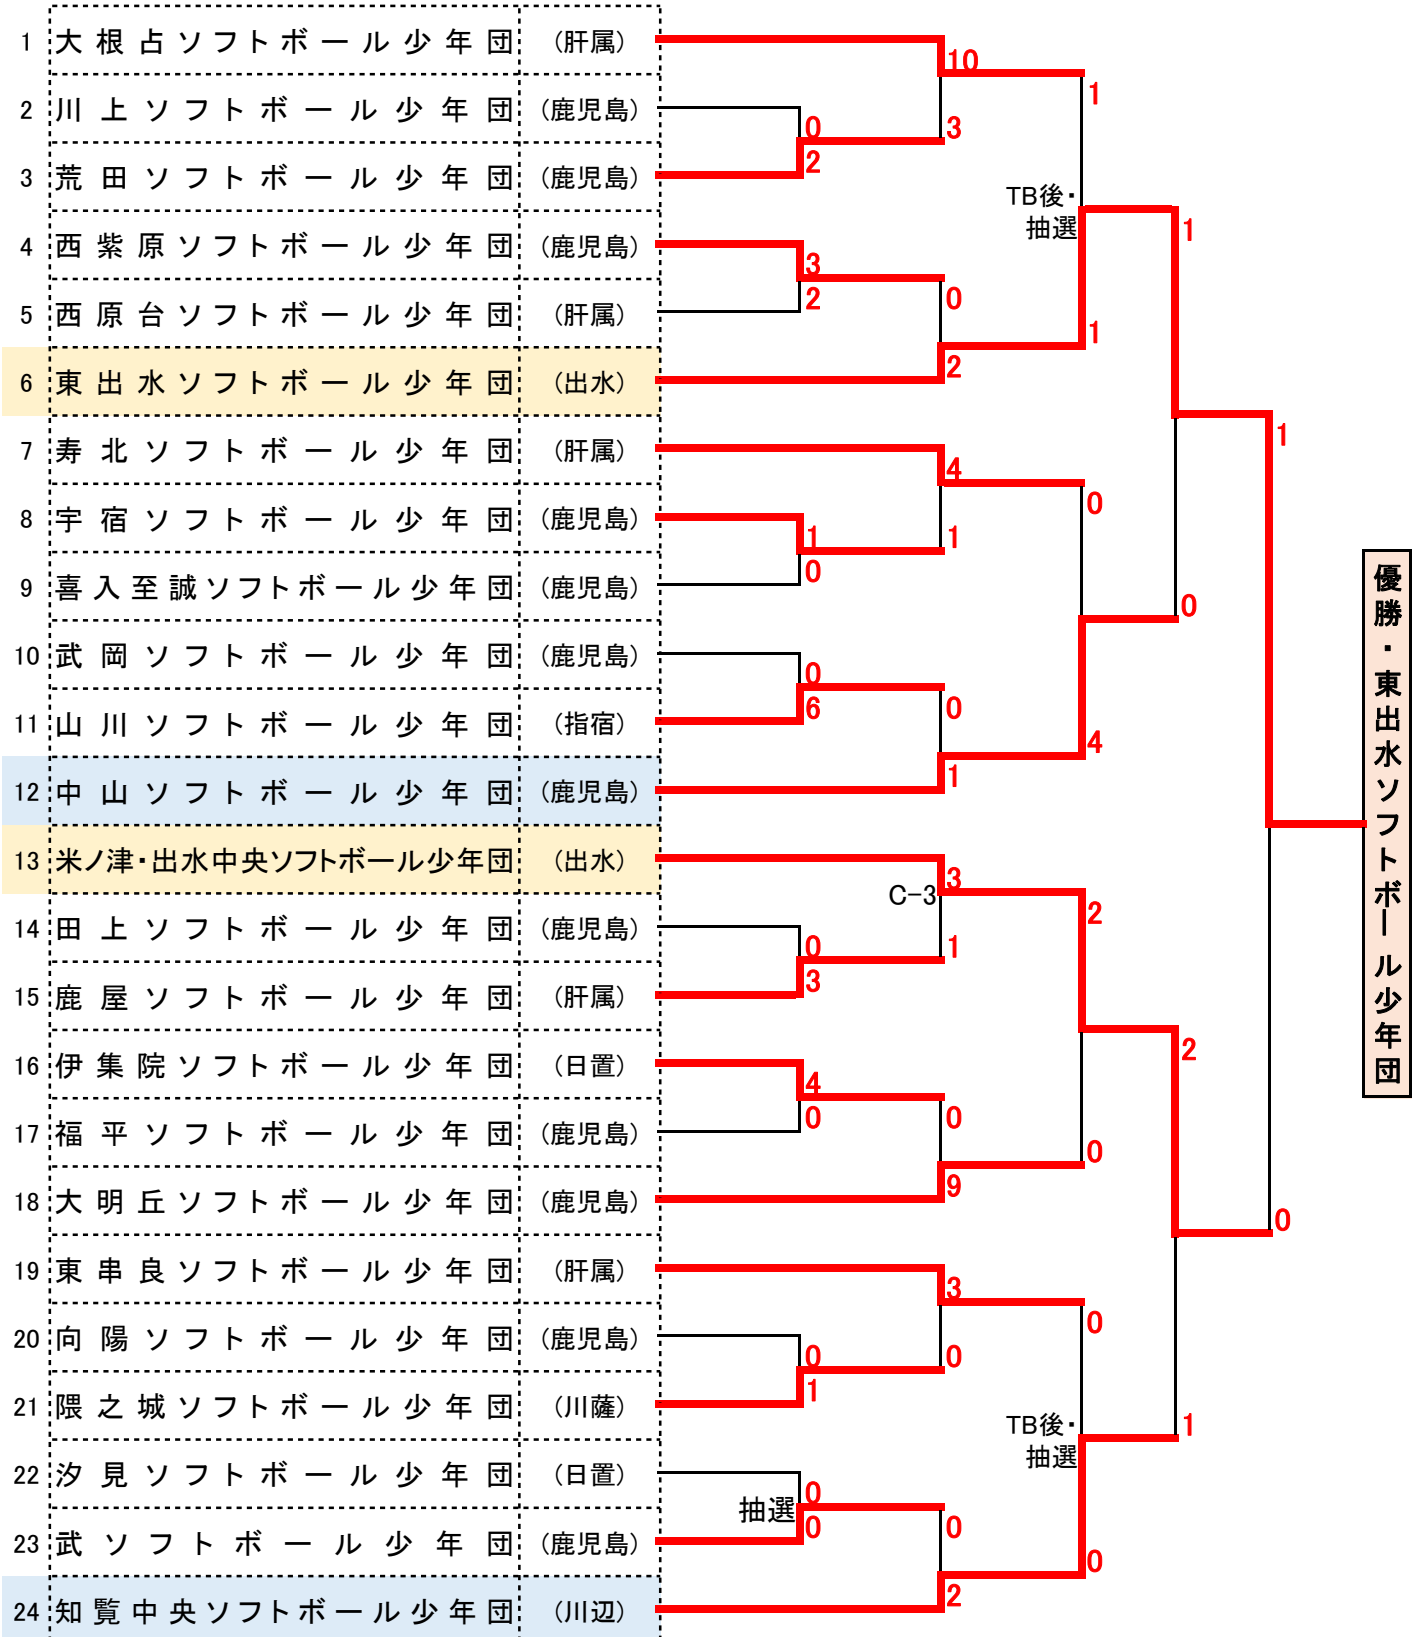 1 大根占ソフトボール少年団 (肝属)
2 川上ソフトボール少年団 (鹿児島)
3 荒田ソフトボール少年団 (鹿児島)
4 西紫原ソフトボール少年団 (鹿児島)
5 西原台ソフトボール少年団 (肝属)
6 東出水ソフトボール少年団 (出水)
7 寿北ソフトボール少年団 (肝属)
8 宇宿ソフトボール少年団 (鹿児島)
9 喜入至誠ソフトボール少年団 (鹿児島)
10 武岡ソフトボール少年団 (鹿児島)
11 山川ソフトボール少年団 (指宿)
12 中山ソフトボール少年団 (鹿児島)
13 米ノ津・出水中央ソフトボール少年団 (出水)
14 田上ソフトボール少年団 (鹿児島)
15 鹿屋ソフトボール少年団 (肝属)
16 伊集院ソフトボール少年団 (日置)
17 福平ソフトボール少年団 (鹿児島)
18 大明丘ソフトボール少年団 (鹿児島)
19 東串良ソフトボール少年団 (肝属)
20 向陽ソフトボール少年団 (鹿児島)
21 隈之城ソフトボール少年団 (川薩)
22 汐見ソフトボール少年団 (日置)
23 武ソフトボール少年団 (鹿児島)
24 知覧中央ソフトボール少年団 (川辺)
0
2
3
2
1
0
0
6
0
3
4
0
0
1
抽選
0
0
10
3
0
2
4
1
0
1
C-3
3
1
0
9
3
0
0
2
1
TB後・
抽選
1
0
4
2
0
0
TB後・
抽選
0
1
0
2
1
1
0
優勝・東出水ソフトボール少年団